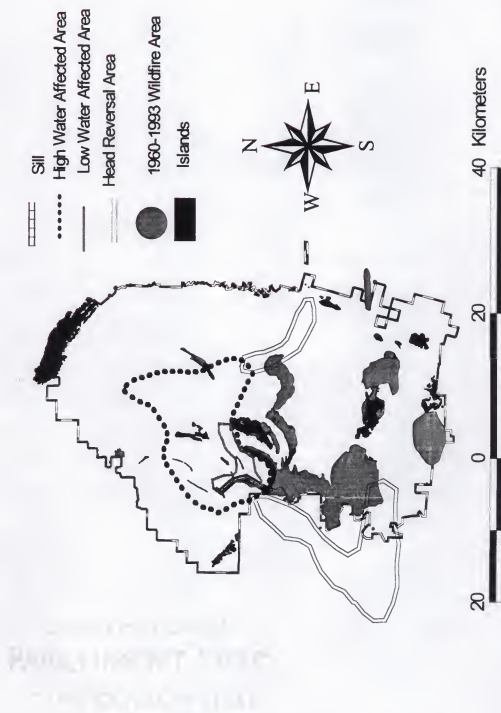 Sill
High Water Affected Area
Low Water Affected Area
Head Reversal Area
1960-1993 Wildfire Area
Islands
N
W E
S
20 0 20 40 Kilometers